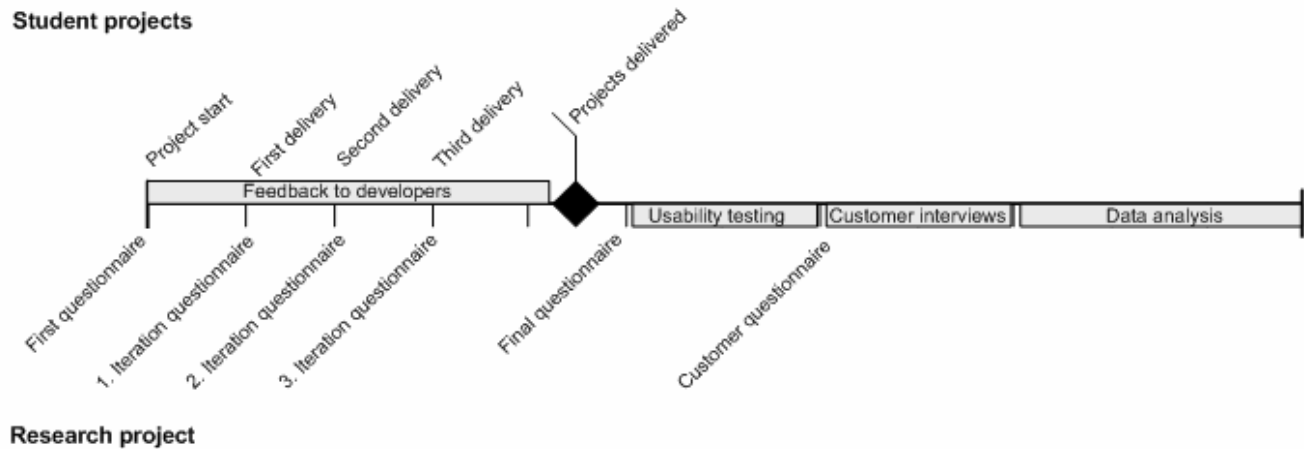 Student projects
Project start
First delivery
Second delivery
Third delivery
Projects delivered
Feedback to developers
Usability testing
Customer interviews
Data analysis
First questionnaire
1. Iteration questionnaire
2. Iteration questionnaire
3. Iteration questionnaire
Final questionnaire
Customer questionnaire
Research project